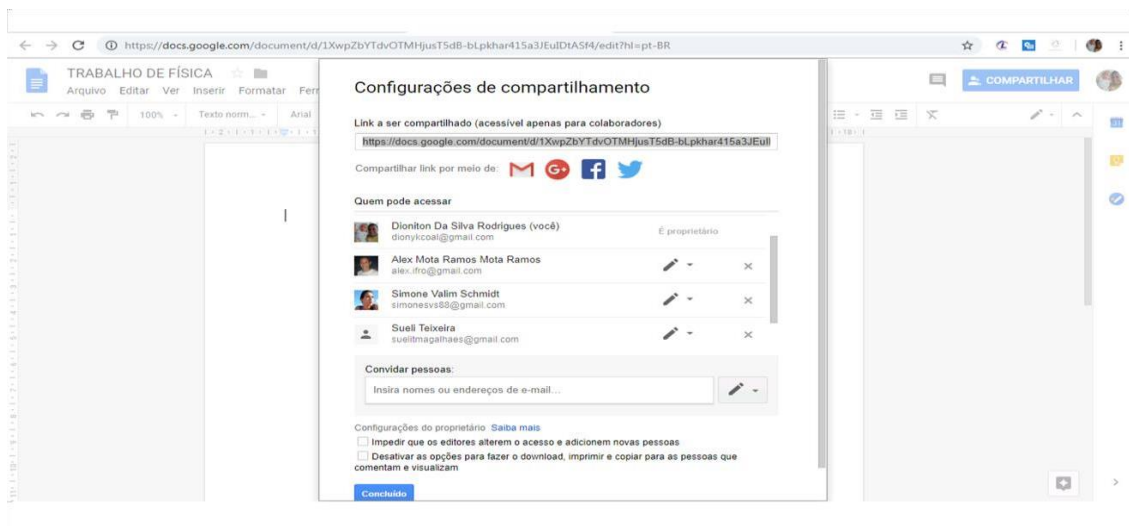 https://docs.google.com/document/d/1XwpZbYTdvOTMHjusT5dB-bLpkhar415a3JEuIDtASf4/edit?hl=pt-BR
TRABALHO DE FÍSICA
Arquivo Editar Ver Inserir Formatar Ferr
COMPARTILHAR
100% Texto norm... Arial
Configurações de compartilhamento
Link a ser compartilhado (acessível apenas para colaboradores)
https://docs.google.com/document/d/1XwpZbYTdvOTMHjusT5dB-bLpkhar415a3JEuI
Compartilhar link por meio de:
Quem pode acessar
Dioniton Da Silva Rodrigues (você)
dionykcoal@gmail.com
É proprietário
Alex Mota Ramos Mota Ramos
alex.ifro@gmail.com
Simone Valim Schmidt
simonesvs88@gmail.com
Sueli Teixeira
suelitmagalhaes@gmail.com
Convidar pessoas:
Insira nomes ou endereços de e-mail...
Configurações do proprietário Saiba mais
Impedir que os editores alterem o acesso e adicionem novas pessoas
Desativar as opções para fazer o download, imprimir e copiar para as pessoas que
comentam e visualizam
Concluído